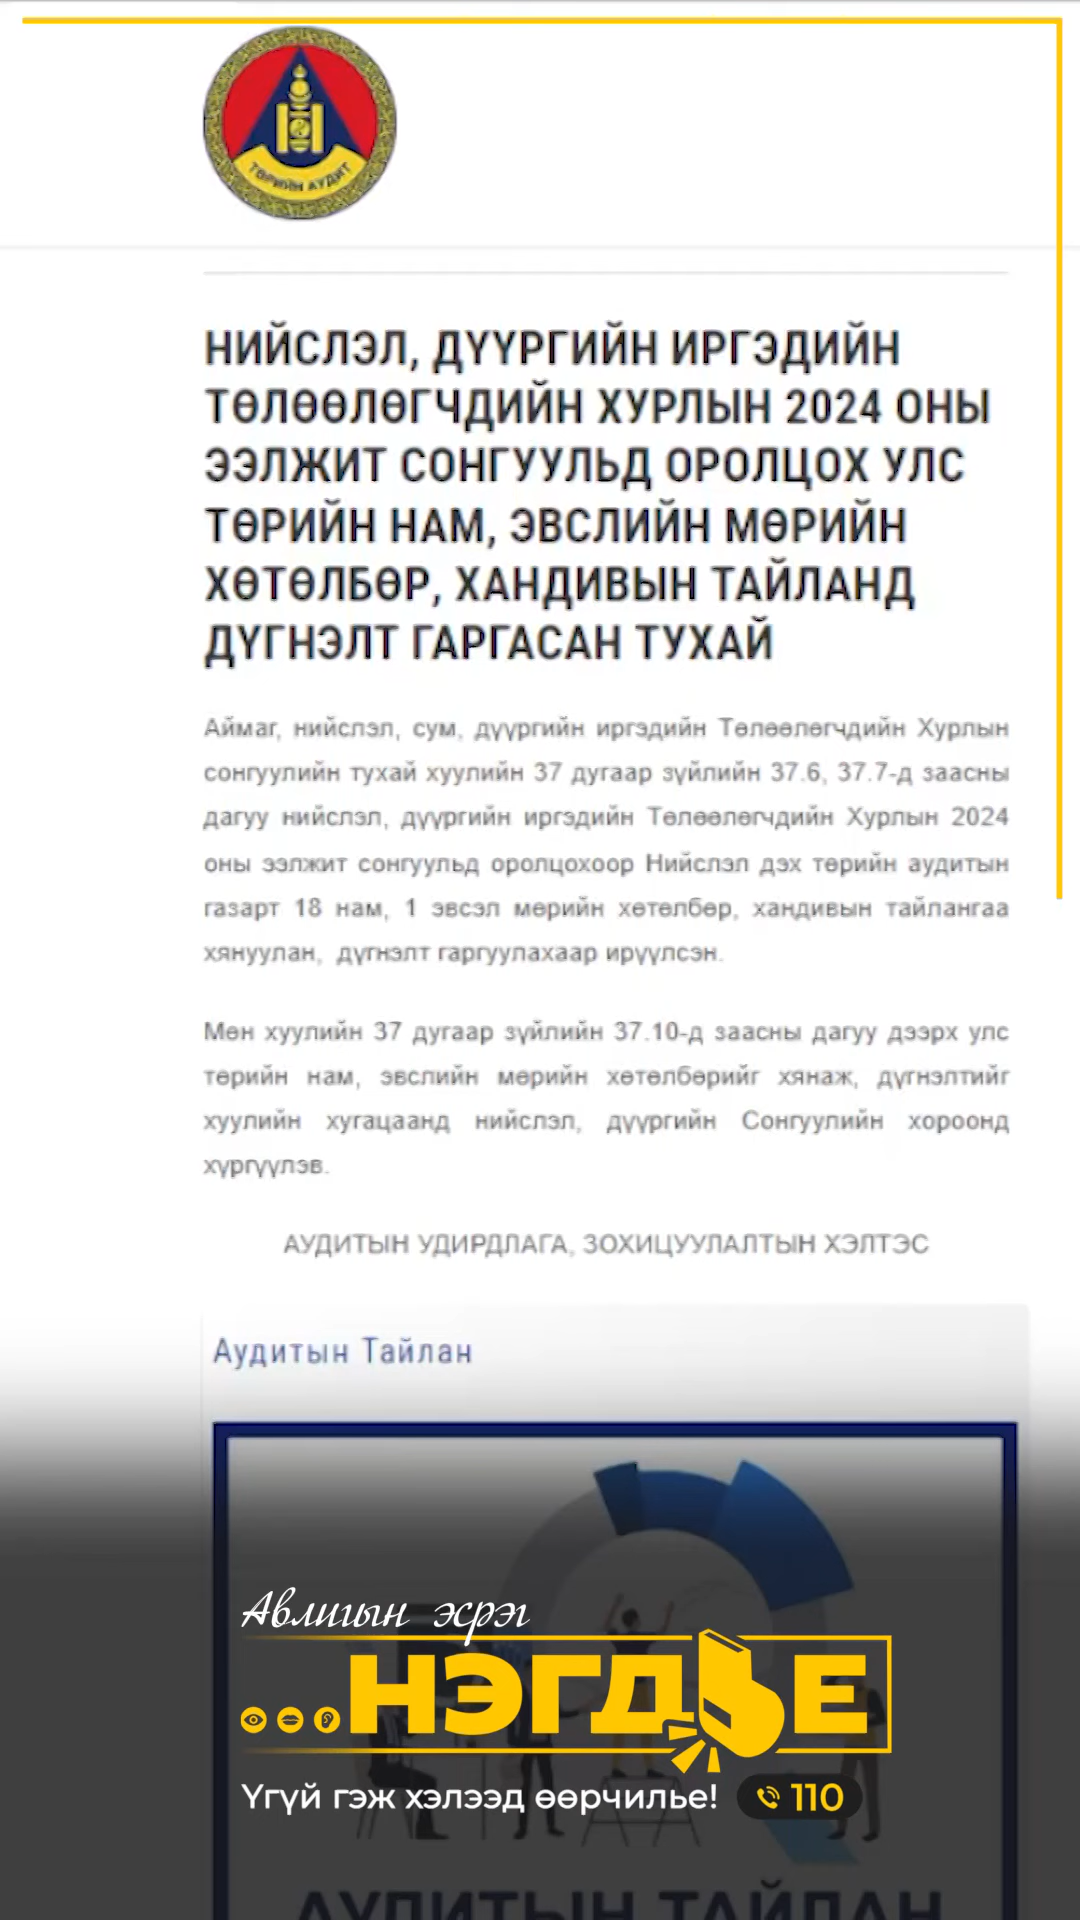 ТӨРИЙН АУДИТ
НИЙСЛЭЛ, ДҮҮРГИЙН ИРГЭДИЙН
ТӨЛӨӨЛӨГЧДИЙН ХУРЛЫН 2024 ОНЫ
ЭЭЛЖИТ СОНГУУЛЬД ОРОЛЦОХ УЛС
ТӨРИЙН НАМ, ЭВСЛИЙН МӨРИЙН
ХӨТӨЛБӨР, ХАНДИВЫН ТАЙЛАНД
ДҮГНЭЛТ ГАРГАСАН ТУХАЙ
Аймаг, нийслэл, сум, дүүргийн иргэдийн Төлөөлөгчдийн Хурлын
сонгуулийн тухай хуулийн 37 дугаар зүйлийн 37.6, 37.7-д заасны
дагуу нийслэл, дүүргийн иргэдийн Төлөөлөгчдийн Хурлын 2024
оны ээлжит сонгуульд оролцохоор Нийслэл дэх төрийн аудитын
газарт 18 нам, 1 эвсэл мөрийн хөтөлбөр, хандивын тайлангаа
хянуулан, дүгнэлт гаргуулахаар ирүүлсэн.
Мөн хуулийн 37 дугаар зүйлийн 37.10-д заасны дагуу дээрх улс
төрийн нам, эвслийн мөрийн хөтөлбөрийг хянаж, дүгнэлтийг
хуулийн хугацаанд нийслэл, дүүргийн Сонгуулийн хороонд
хүргүүлэв.
АУДИТЫН УДИРДЛАГА, ЗОХИЦУУЛАЛТЫН ХЭЛТЭС
Аудитын Тайлан
Авлигын эсрэг
...НЭГДЬЕ
Үгүй гэж хэлээд өөрчилье! 110
АУДИТЫН ТАЙЛАН